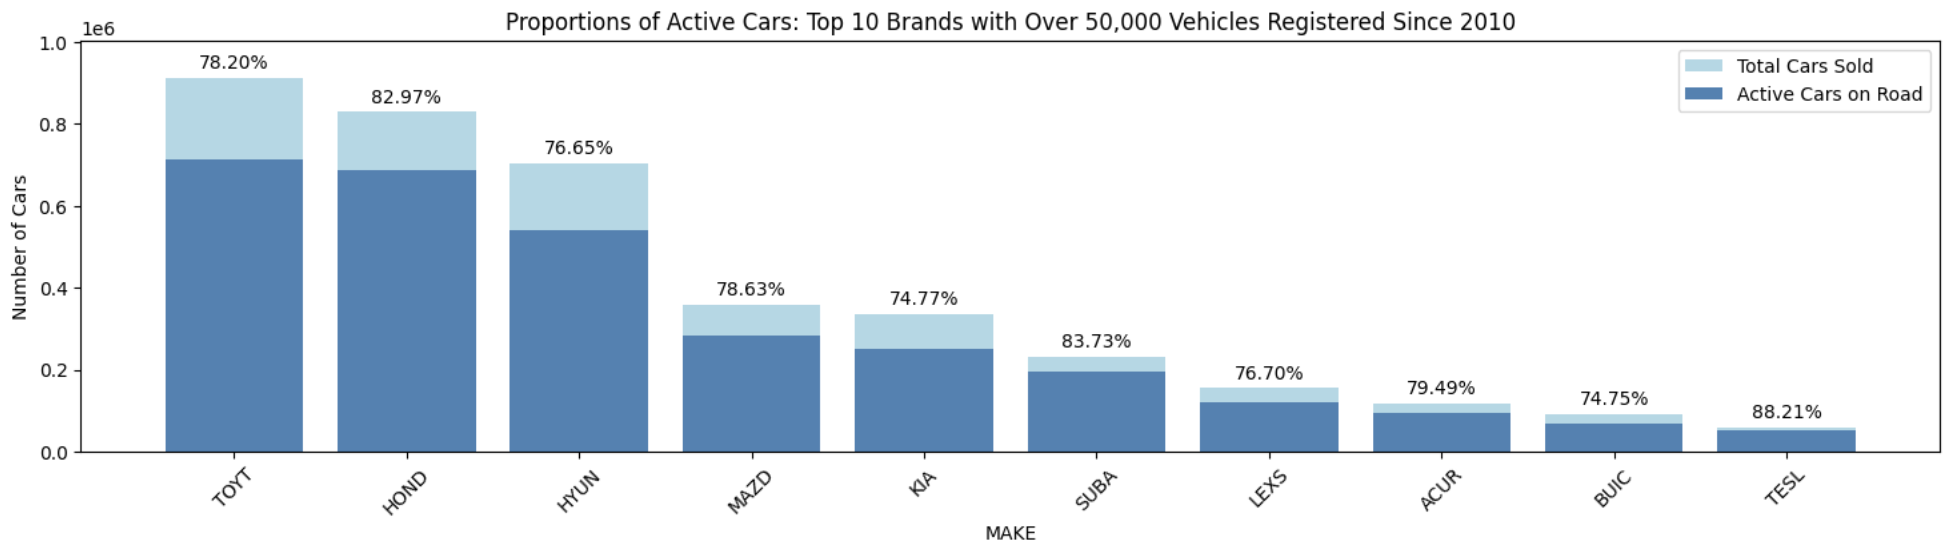 Proportions of Active Cars: Top 10 Brands with Over 50,000 Vehicles Registered Since 2010
1e6
1.0
0.8
0.6
0.4
0.2
0.0
Number of Cars
78.20%
82.97%
76.65%
78.63%
74.77%
83.73%
76.70%
79.49%
74.75%
88.21%
Total Cars Sold
Active Cars on Road
TOYT
HOND
HYUN
MAZD
KIA
SUBA
LEXS
ACUR
BUIC
TESL
MAKE